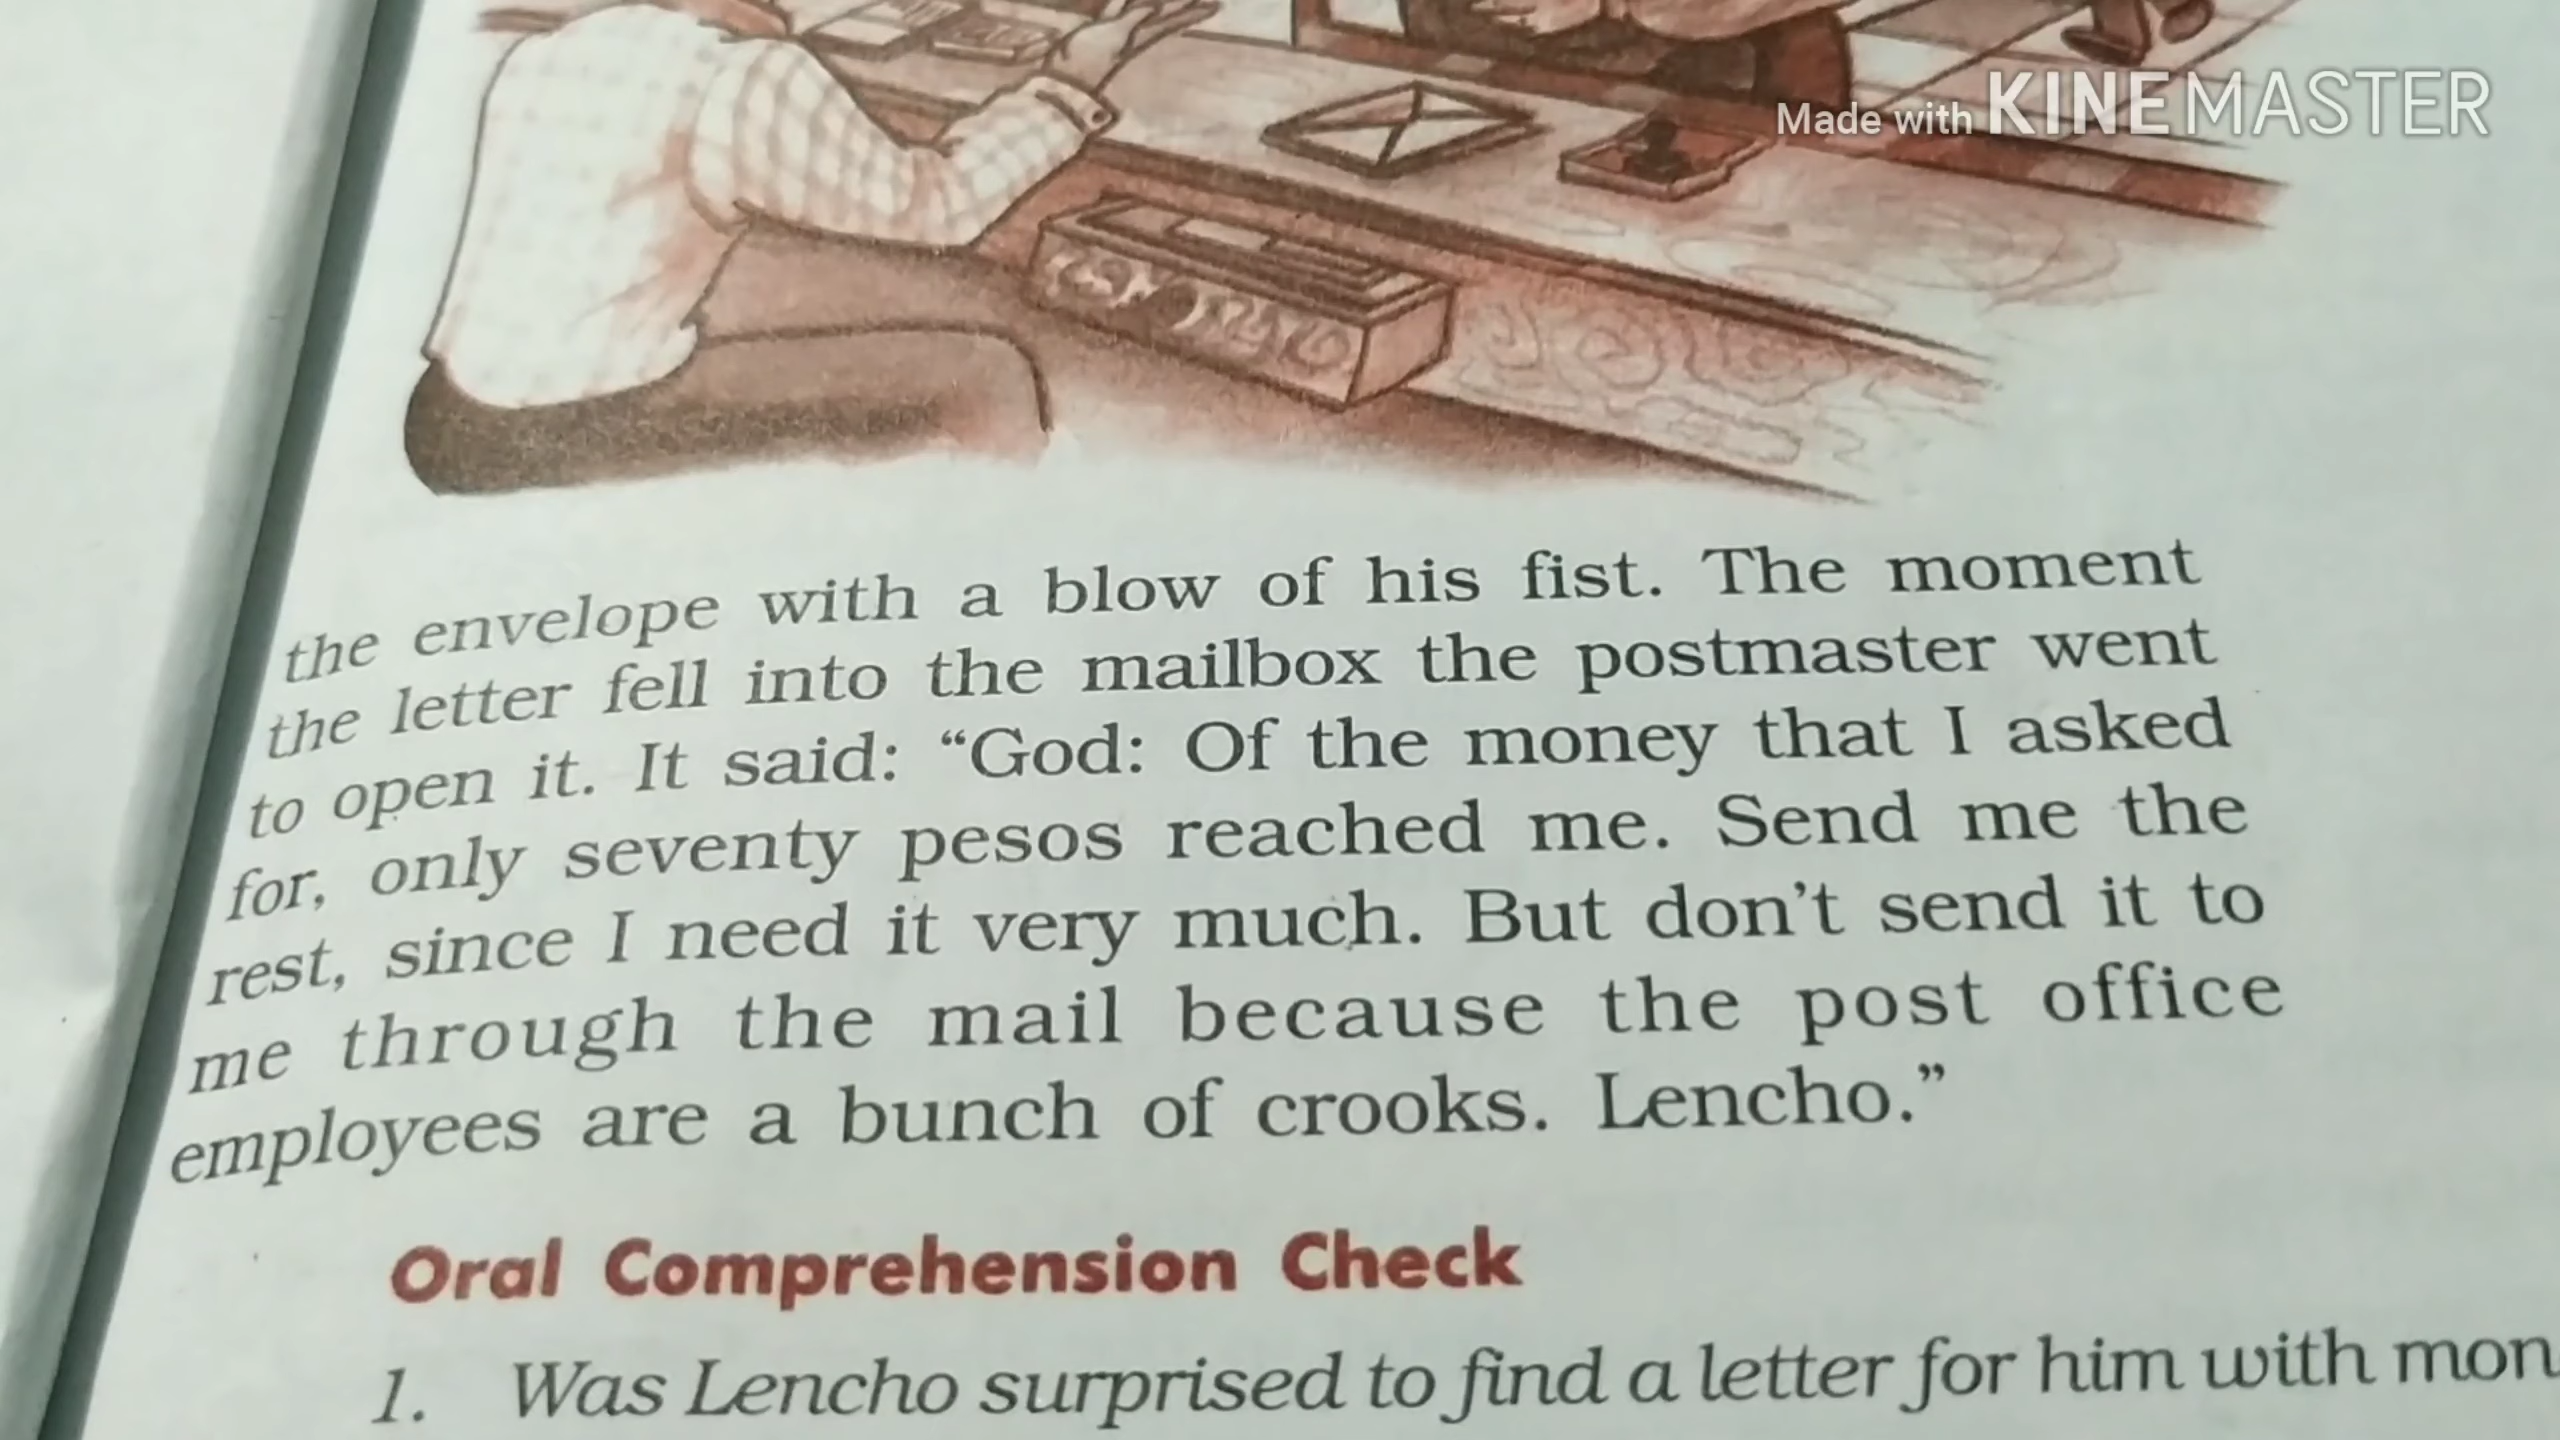 Made with KINEMASTER
the envelope with a blow of his fist. The moment
the letter fell into the mailbox the postmaster went
to open it. It said: “God: Of the money that I asked
for, only seventy pesos reached me. Send me the
rest, since I need it very much. But don’t send it to
me through the mail because the post office
employees are a bunch of crooks. Lencho.”
Oral Comprehension Check
1. Was Lencho surprised to find a letter for him with